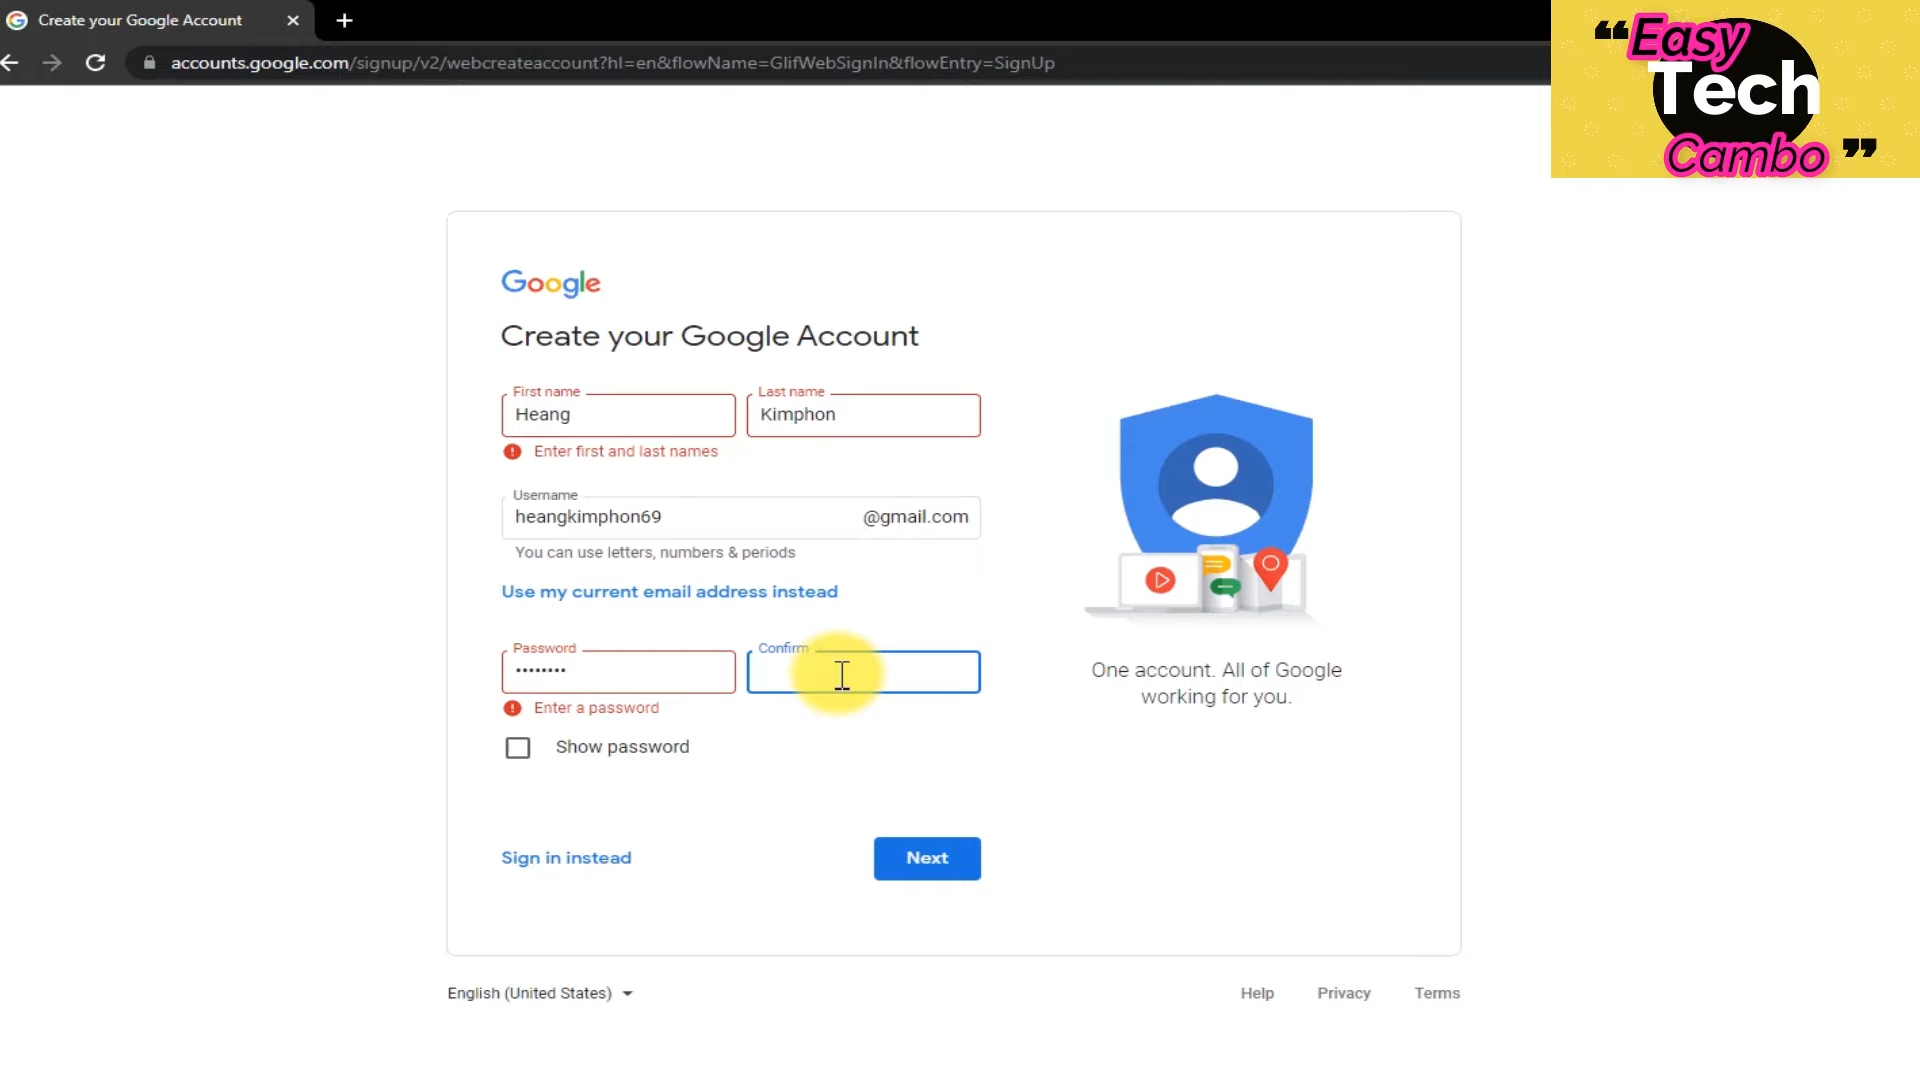 Create your Google Account
accounts.google.com/signup/v2/webcreateaccount?hl=en&flowName=GlifWebSignIn&flowEntry=SignUp
“Easy
Tech
Cambo”
Google
Create your Google Account
First name
Last name
Heang
Kimphon
Enter first and last names
Username
heangkimphon69
@gmail.com
You can use letters, numbers & periods
Use my current email address instead
Password
Confirm
••••••••
Enter a password
Show password
One account. All of Google
working for you.
Sign in instead
Next
English (United States)
Help
Privacy
Terms